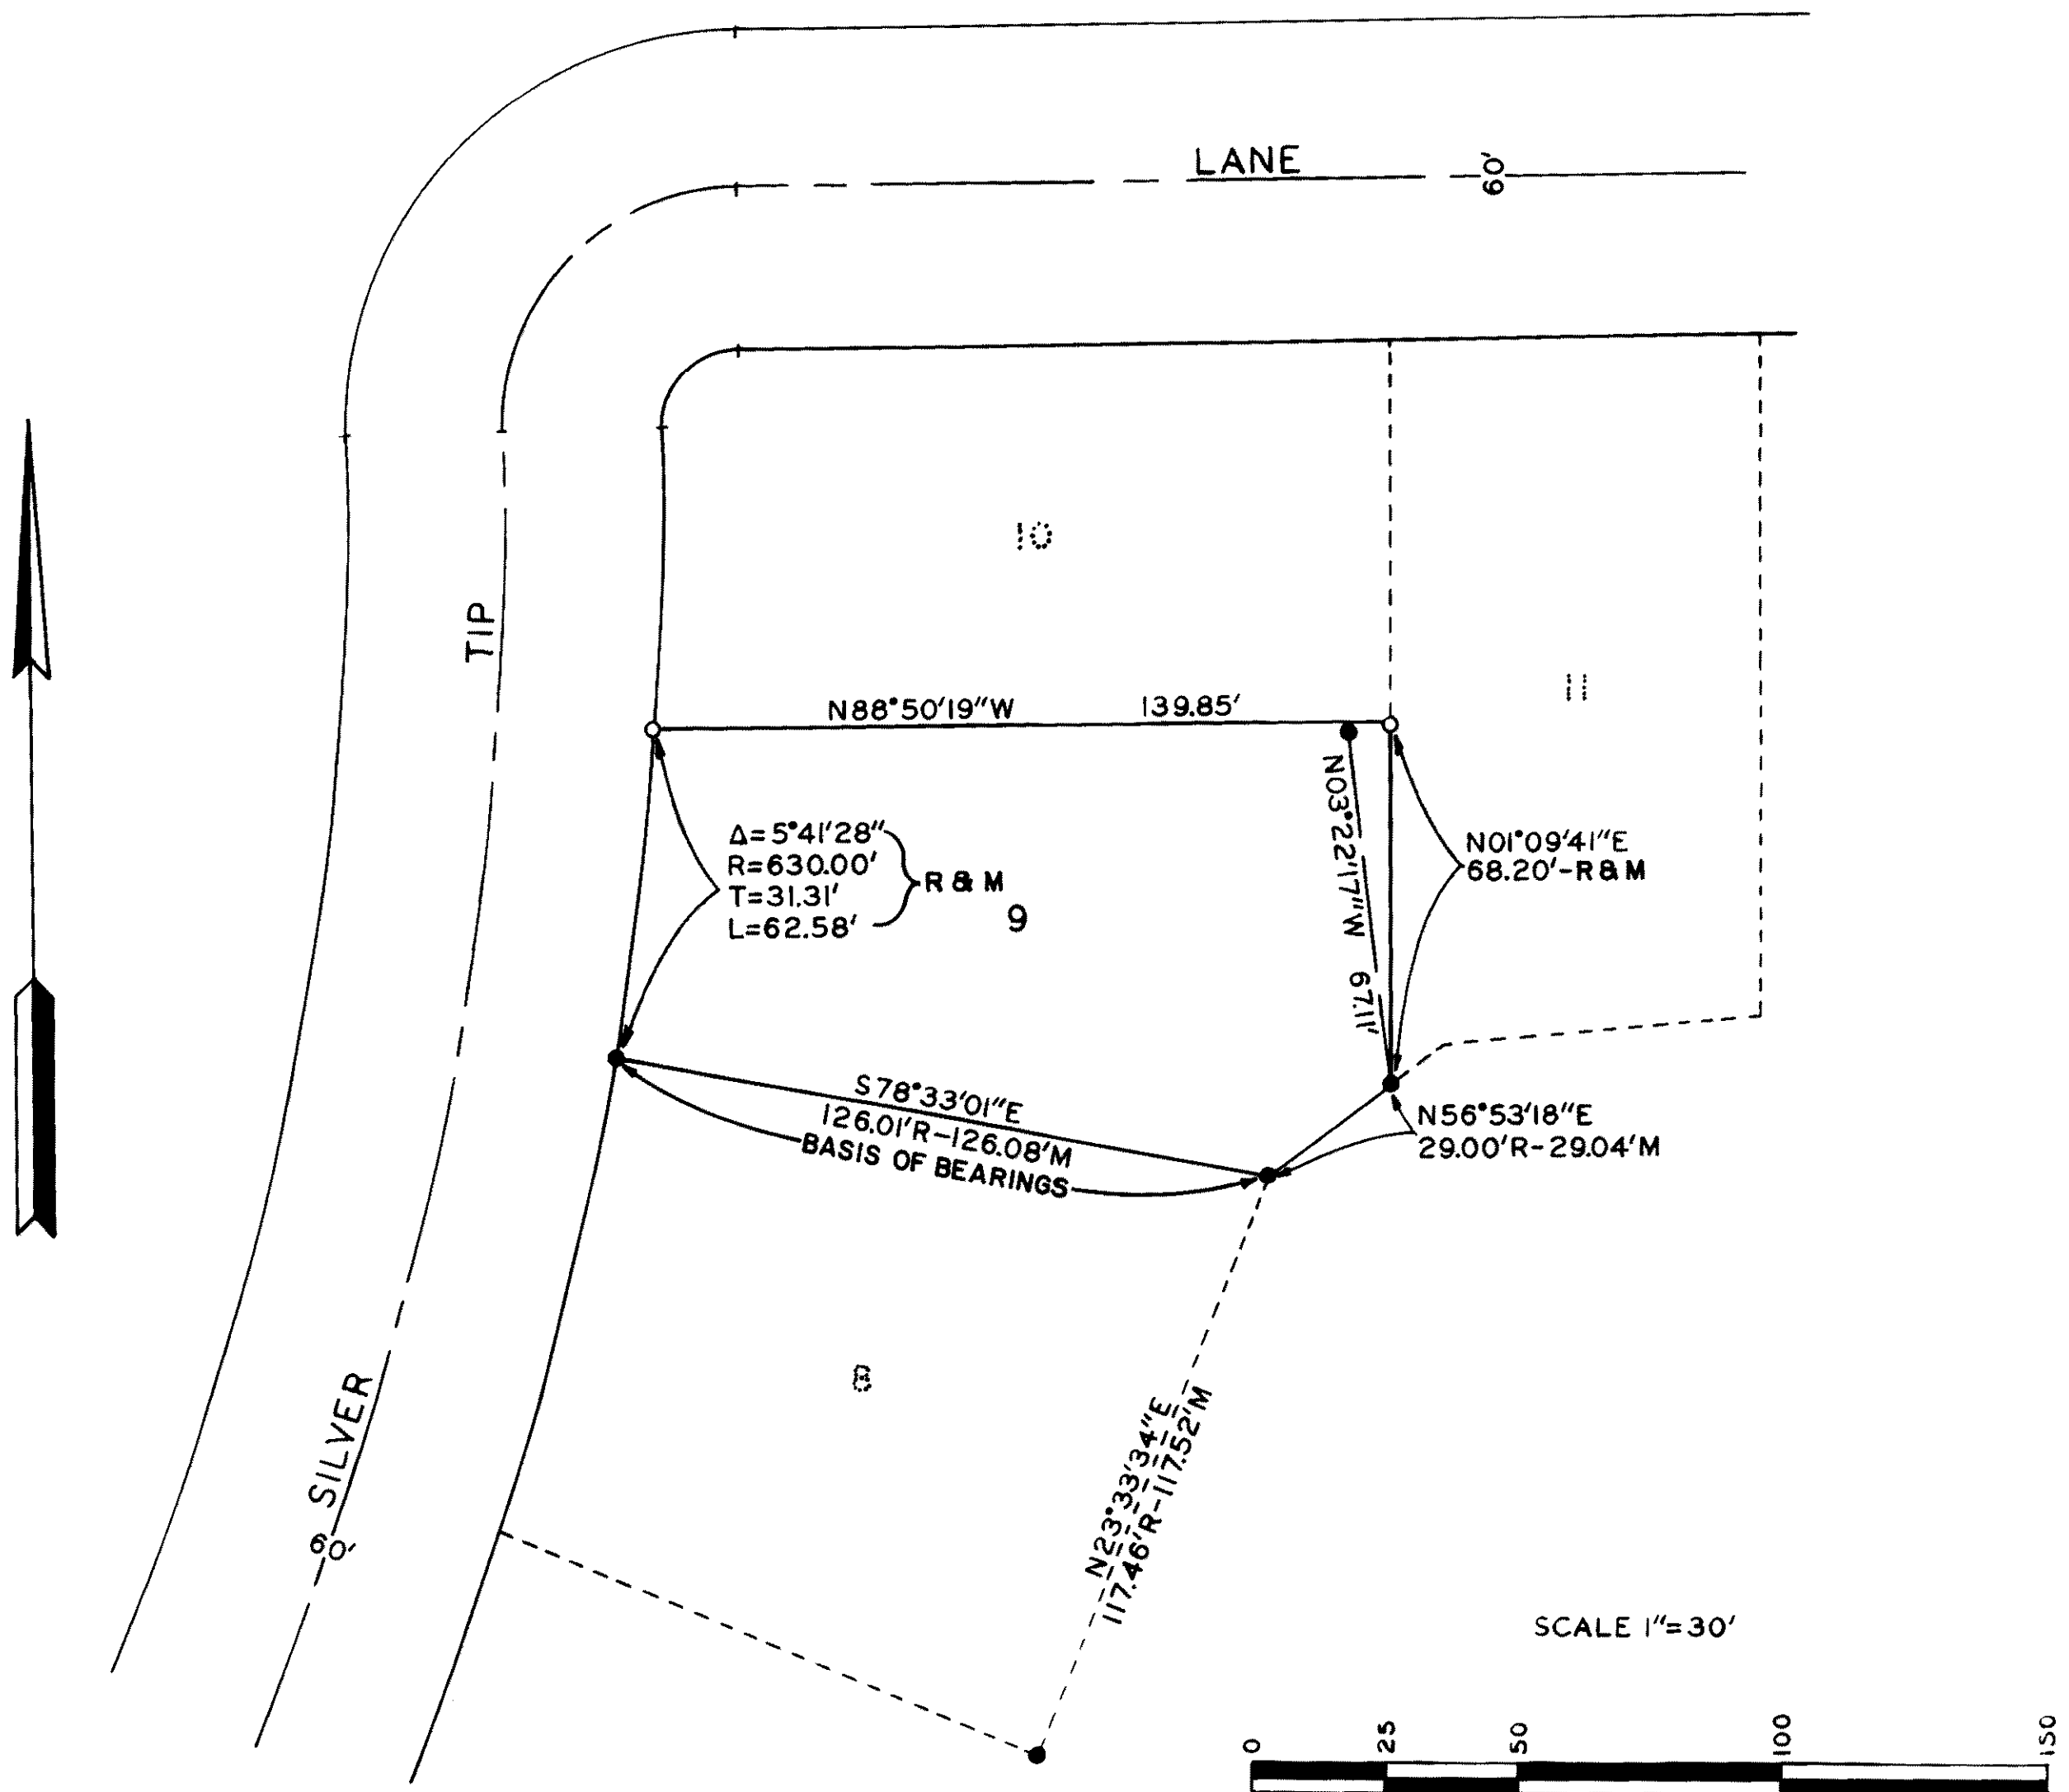 LANE
60'
10
TIP
11
N88°50'19"W 139.85'
N03°22'17"W 67.11'
Δ=5°41'28"
R=630.00'
T=31.31'
L=62.58'
R & M
9
N01°09'41"E
68.20'-R&M
S78°33'01"E
126.01'R-126.08'M
BASIS OF BEARINGS
N56°53'18"E
29.00'R-29.04'M
8
SILVER
60'
N23°33'34"E
117.46'R-117.52'M
SCALE 1"=30'
0 25 50 100 150